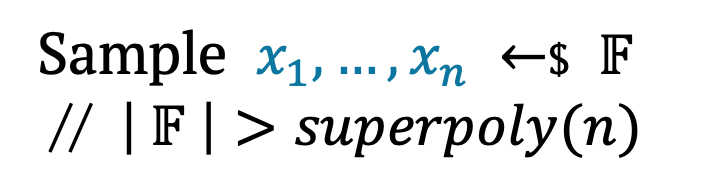 Sample x₁, … , xₙ ←$ 𝔽
// | 𝔽 | > superpoly(n)